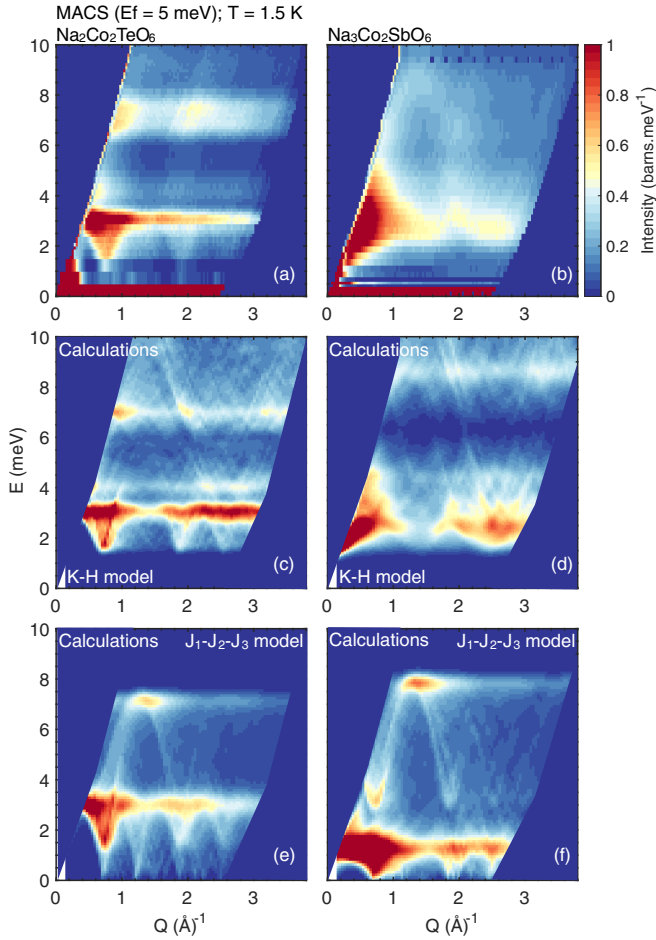 MACS (Ef = 5 meV); T = 1.5 K
Na₂Co₂TeO₆
Na₃Co₂SbO₆
10
8
6
4
2
0
0 1 2 3
(a)
0 1 2 3
(b)
1
0.8
0.6
0.4
0.2
0
Intensity (barns.meV⁻¹)
E (meV)
10
8
6
4
2
0
Calculations
(c)
K-H model
0 1 2 3
Calculations
(d)
K-H model
0 1 2 3
10
8
6
4
2
0
Calculations J₁-J₂-J₃ model
(e)
0 1 2 3
Q (Å)⁻¹
Calculations J₁-J₂-J₃ model
(f)
0 1 2 3
Q (Å)⁻¹